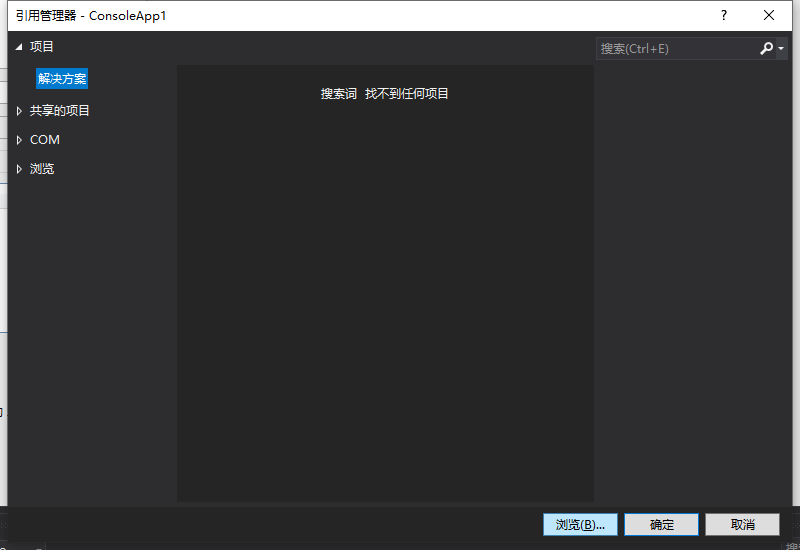 引用管理器 - ConsoleApp1
?
项目
搜索(Ctrl+E)
解决方案
搜索词 找不到任何项目
共享的项目
COM
浏览
浏览(B)...
确定
取消